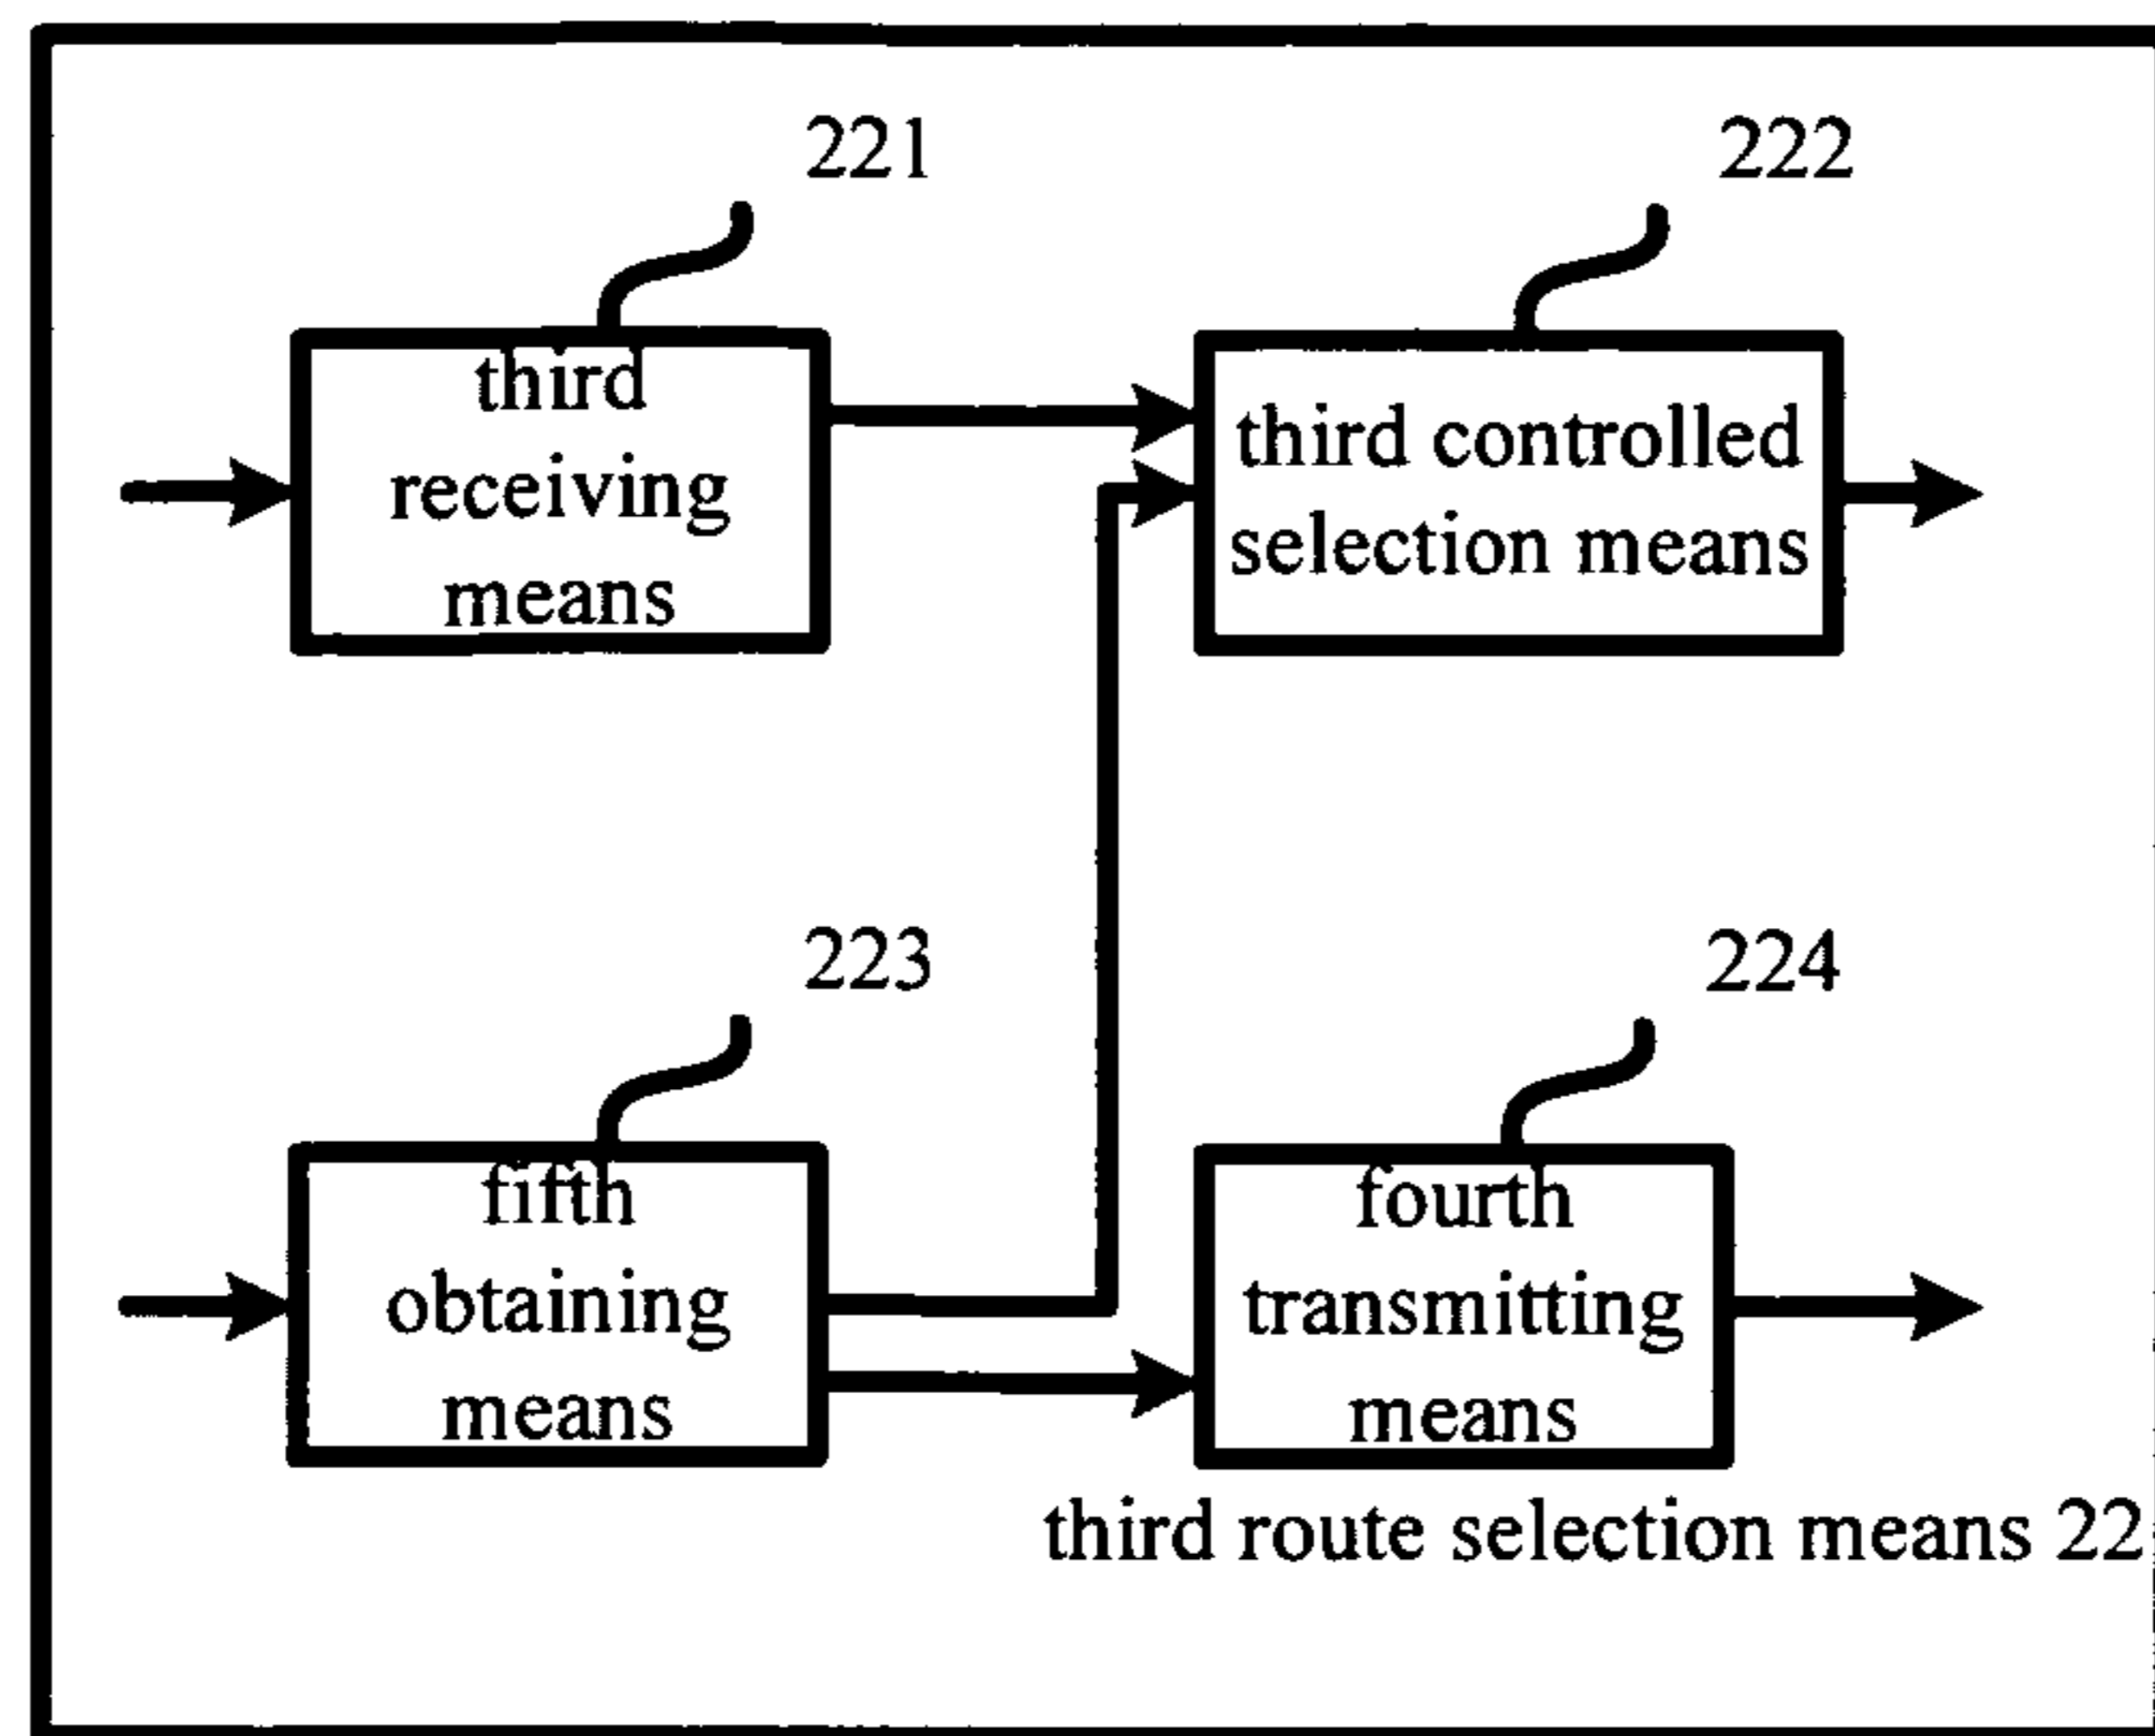 221
222
third
receiving
means
third controlled
selection means
223
224
fifth
obtaining
means
fourth
transmitting
means
third route selection means 22